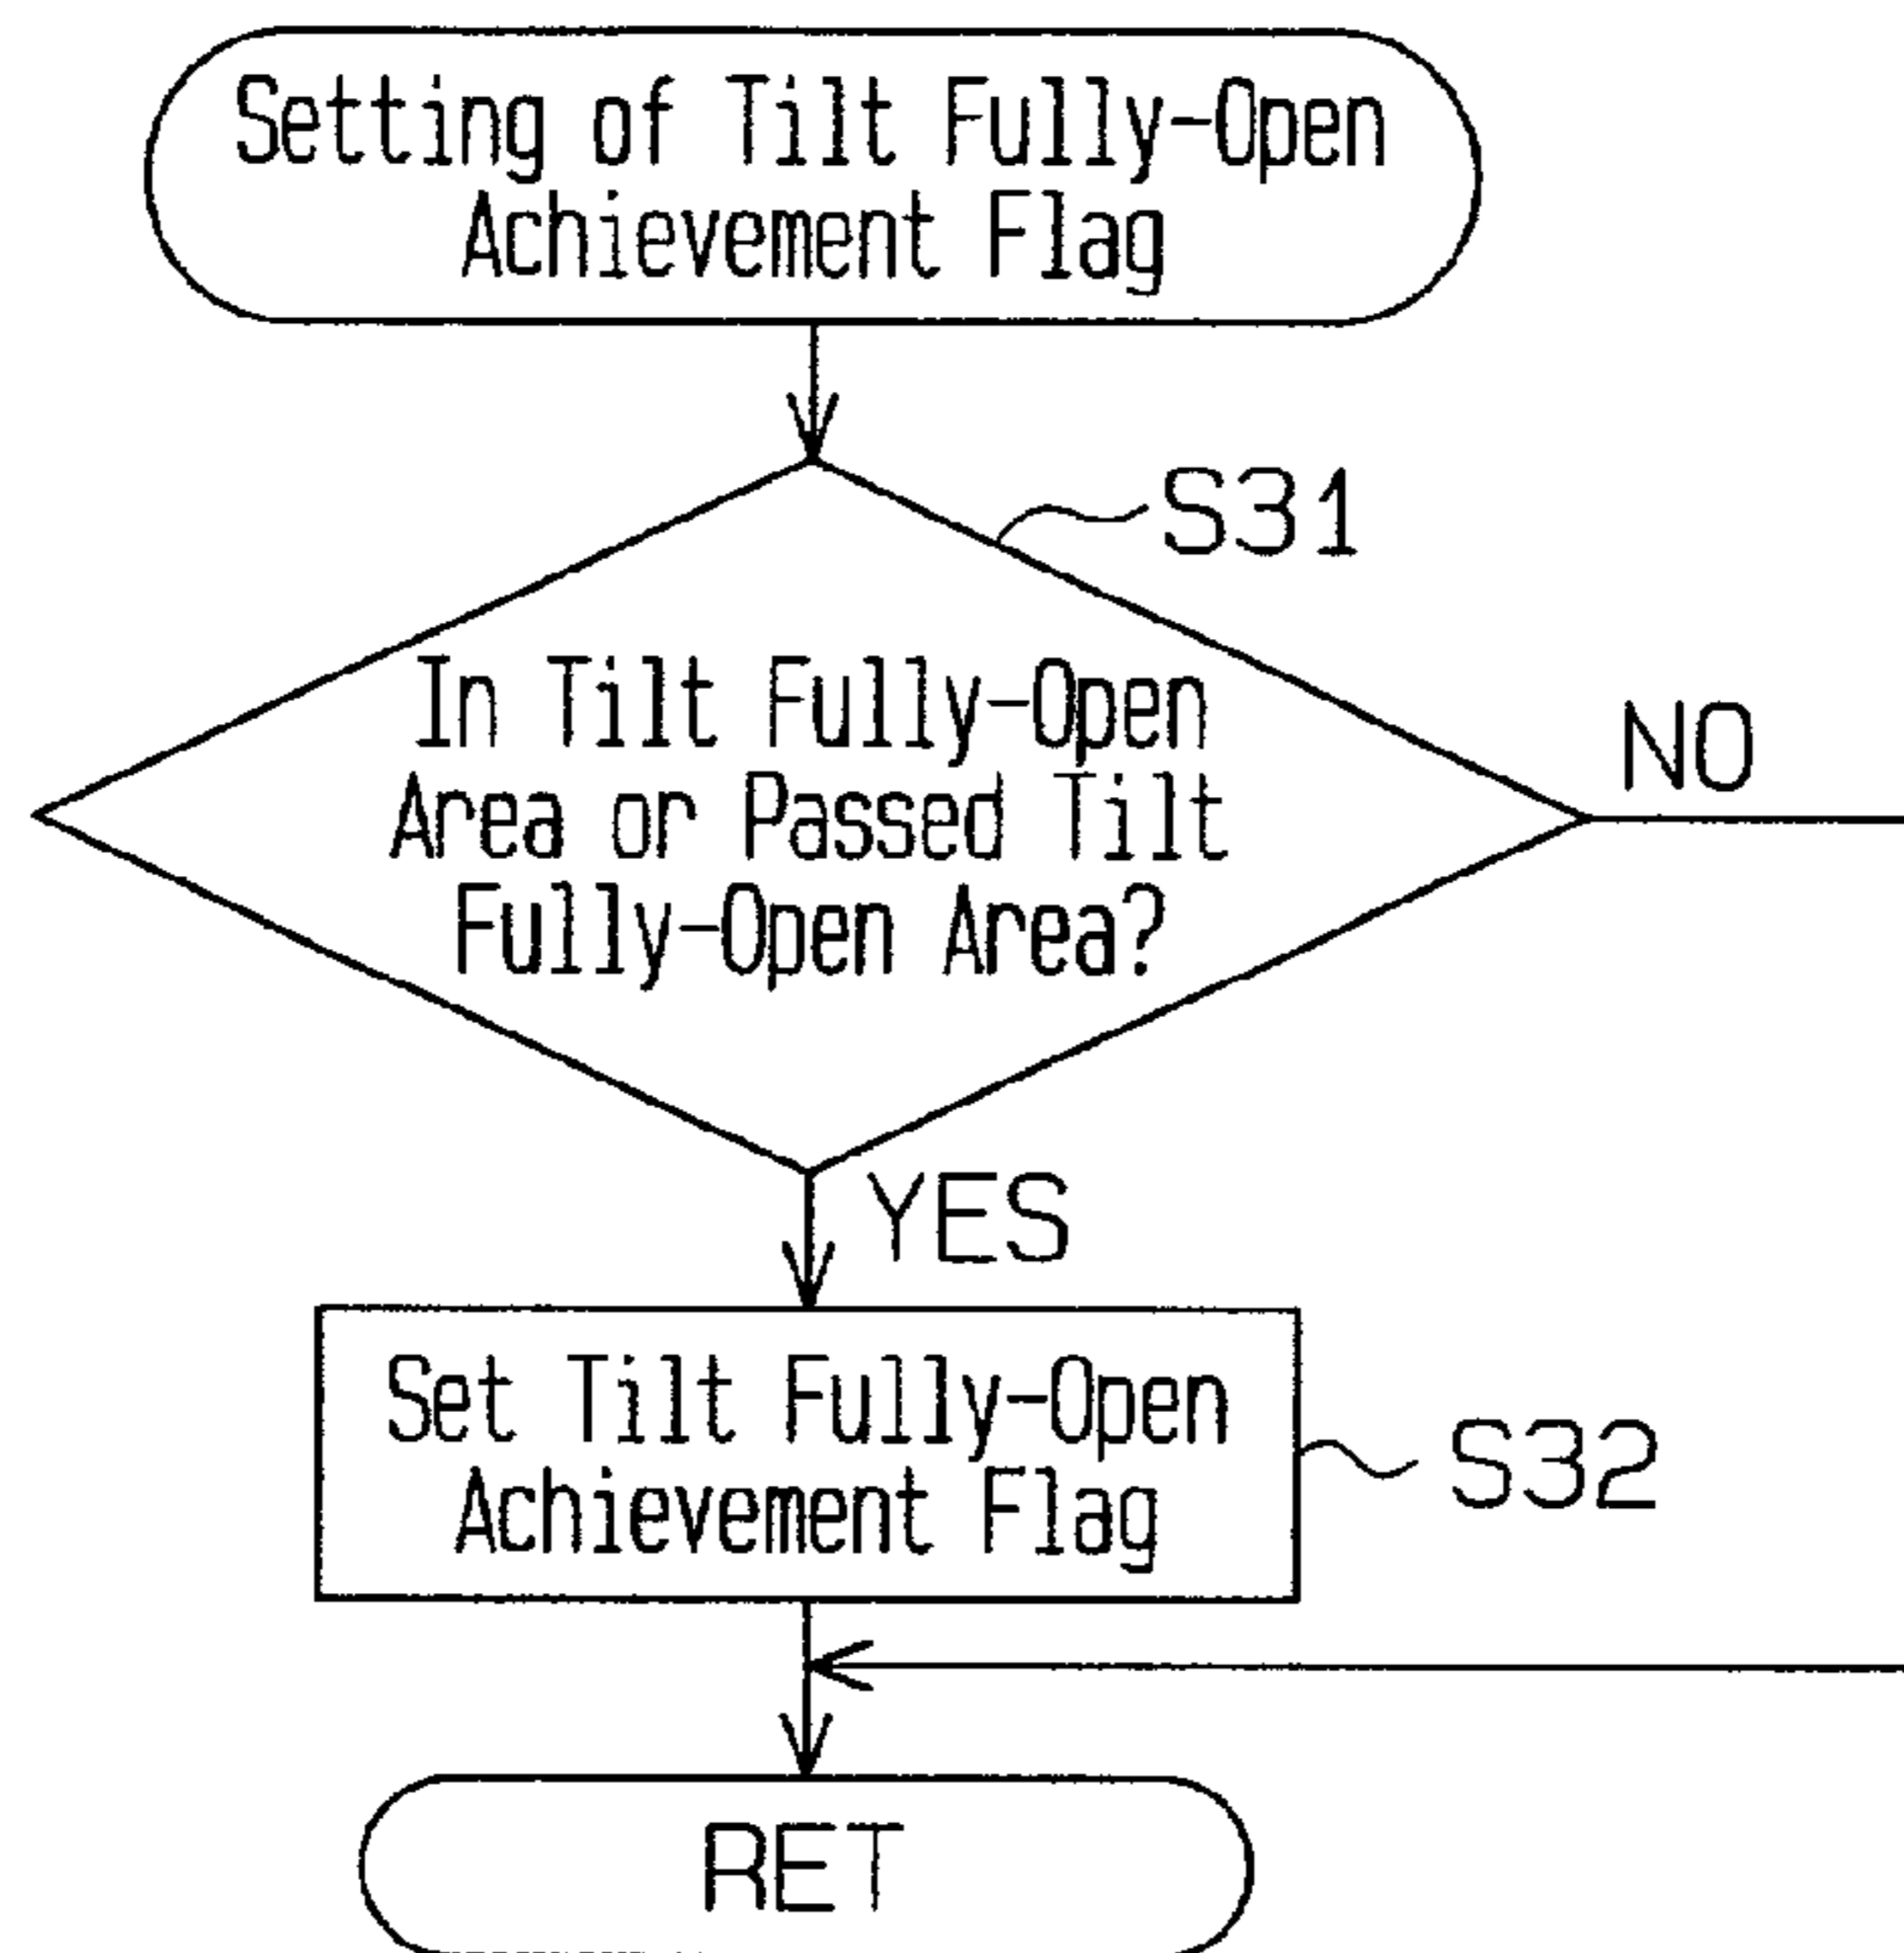 Setting of Tilt Fully-Open
Achievement Flag
S31
In Tilt Fully-Open
Area or Passed Tilt
Fully-Open Area?
NO
YES
Set Tilt Fully-Open
Achievement Flag
S32
RET